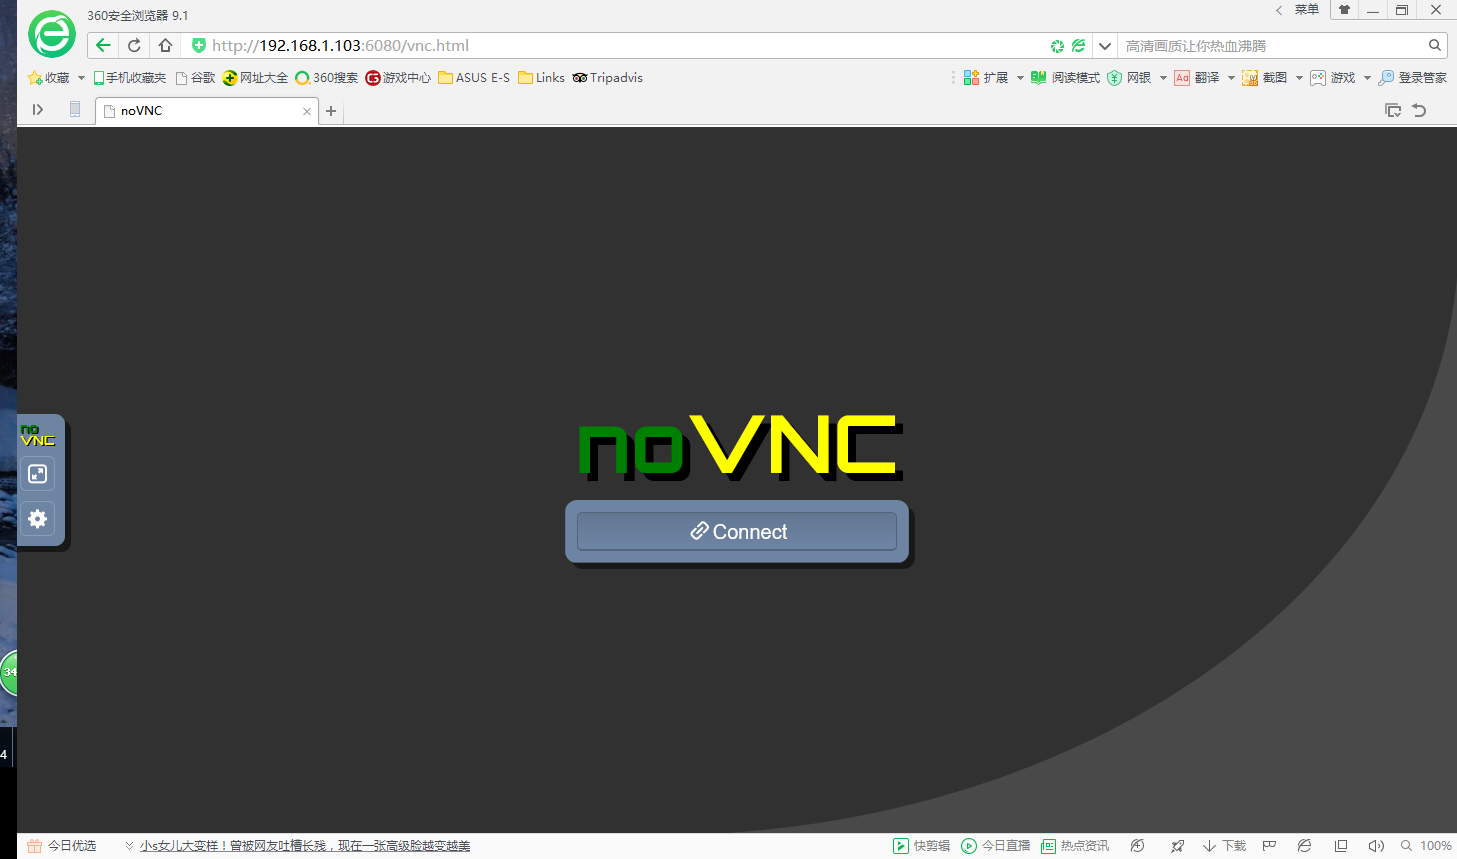 360安全浏览器 9.1
菜单
http://192.168.1.103:6080/vnc.html
高清画质让你热血沸腾
收藏 手机收藏夹 谷歌 网址大全 360搜索 游戏中心 ASUS E-S Links Tripadvis 扩展 阅读模式 网银 翻译 截图 游戏 登录管家
noVNC
noVNC
no
VNC
Connect
34
4
今日优选 小s女儿大变样！曾被网友吐槽长残，现在一张高级脸越变越美 快剪辑 今日直播 热点资讯 下载 100%